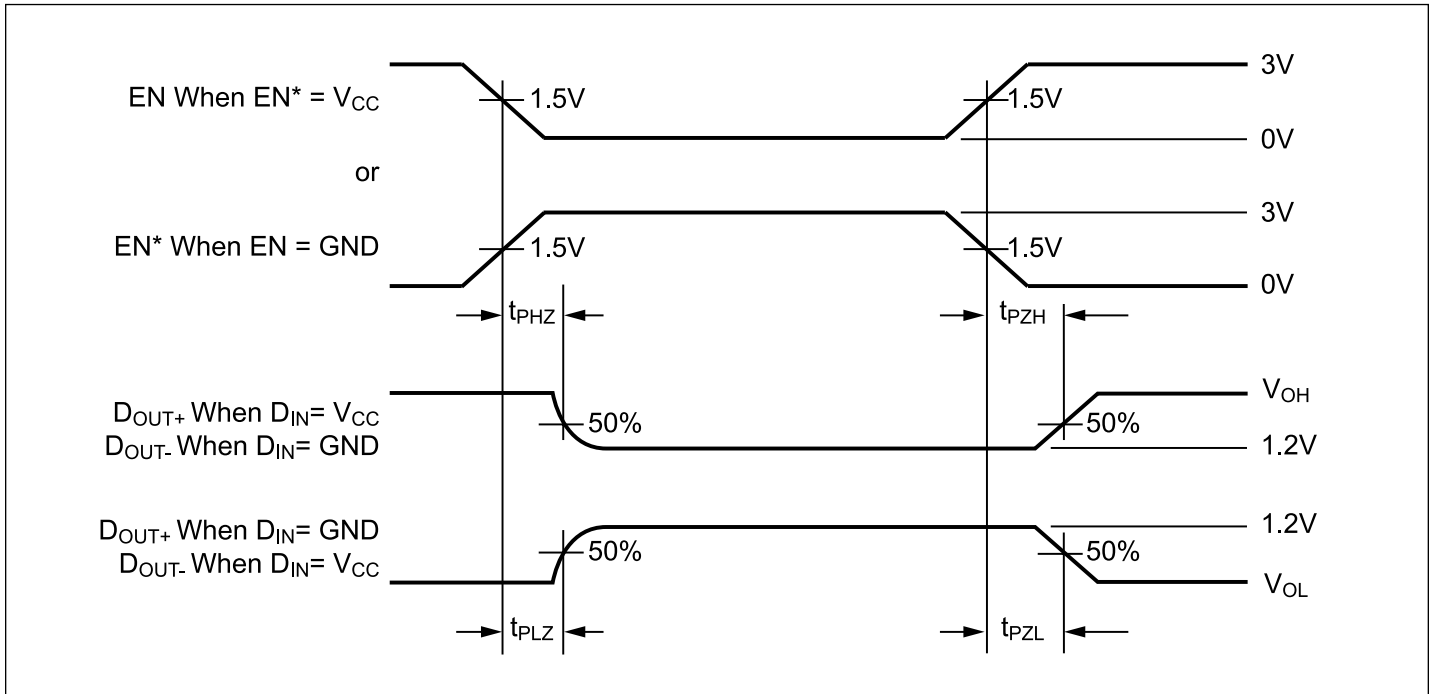 3V
EN When EN* = VCC
1.5V
1.5V
0V
or
3V
EN* When EN = GND
1.5V
1.5V
0V
tPHZ
tPZH
VOH
DOUT+ When DIN= VCC
50%
50%
DOUT- When DIN= GND
1.2V
DOUT+ When DIN= GND
1.2V
50%
50%
DOUT- When DIN= VCC
VOL
tPLZ
tPZL